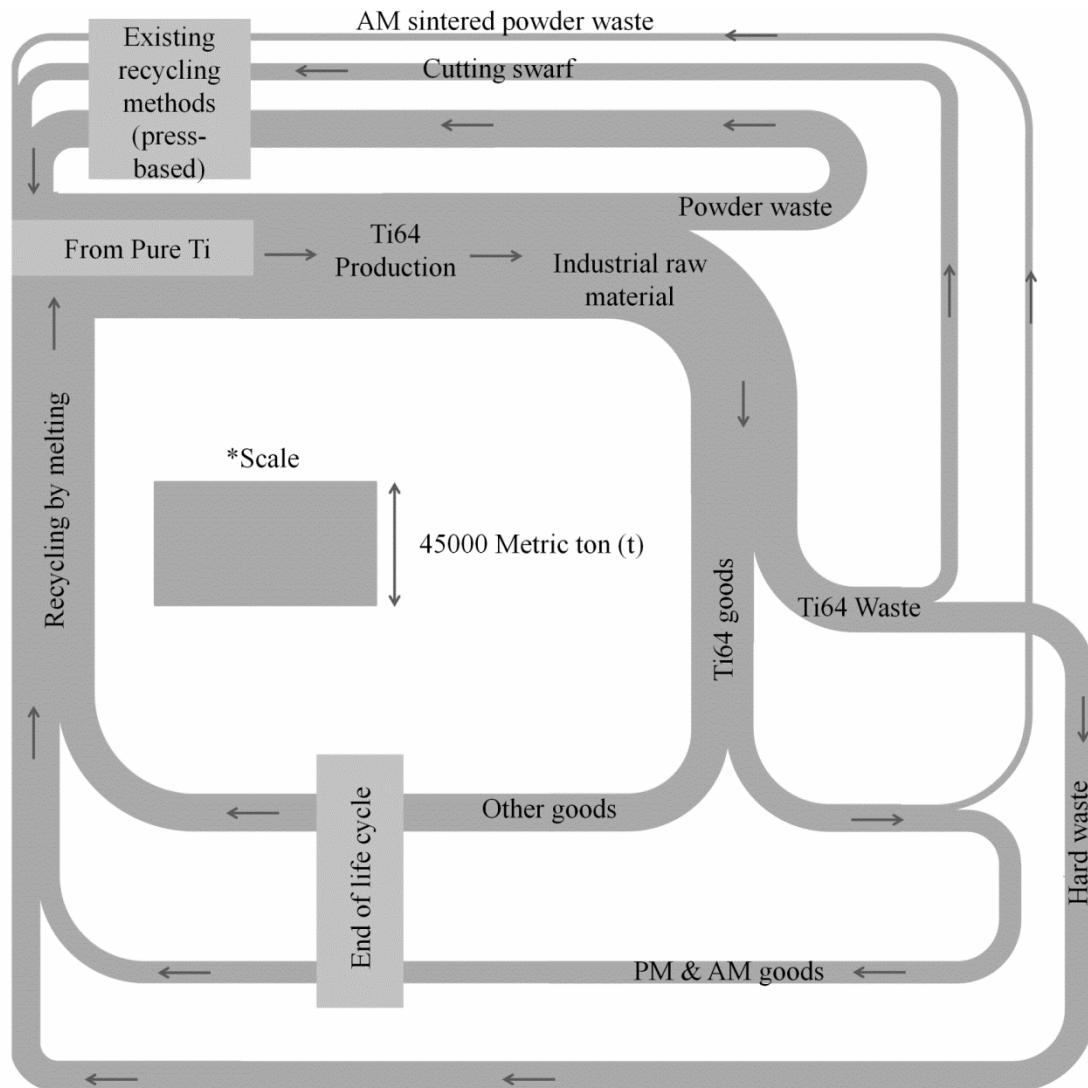 AM sintered powder waste
Existing
recycling
methods
(press-
based)
Cutting swarf
Powder waste
From Pure Ti
Ti64
Production
Industrial raw
material
Recycling by melting
*Scale
45000 Metric ton (t)
Ti64 goods
Ti64 Waste
Other goods
End of life cycle
Hard waste
PM & AM goods